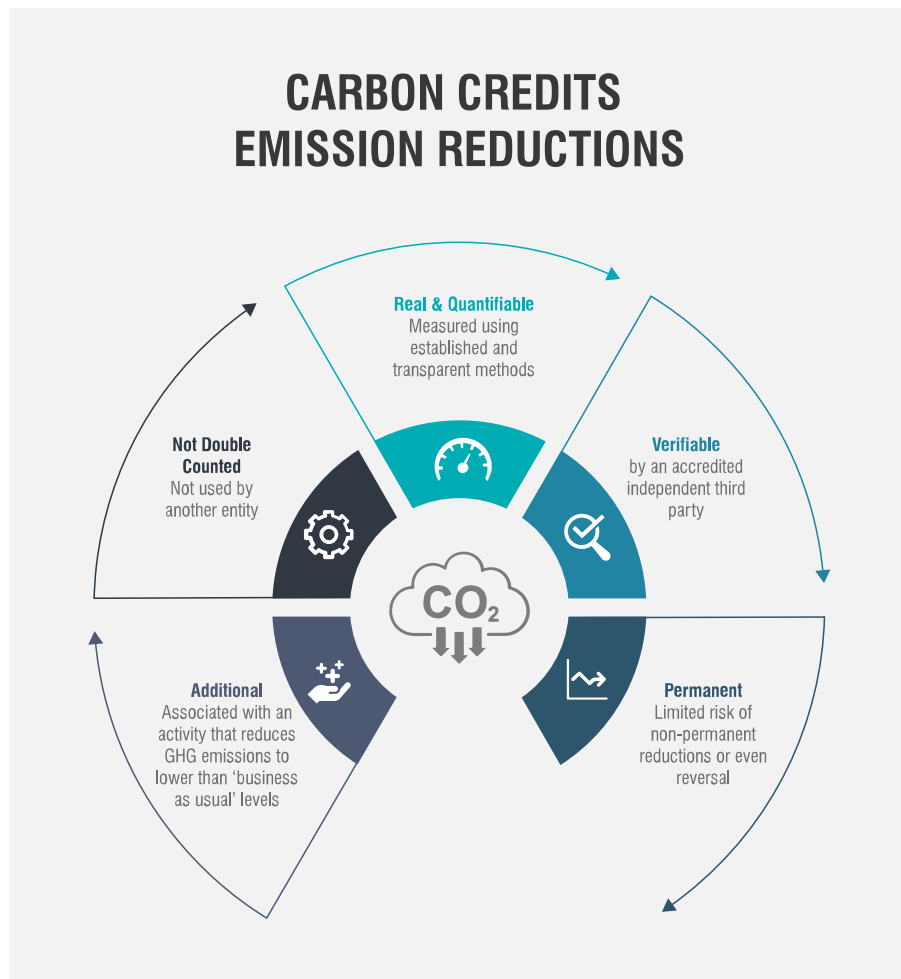 CARBON CREDITS
EMISSION REDUCTIONS
Real & Quantifiable
Measured using
established and
transparent methods
Not Double
Counted
Not used by
another entity
Verifiable
by an accredited
independent third
party
CO₂
Additional
Associated with an
activity that reduces
GHG emissions to
lower than ‘business
as usual’ levels
Permanent
Limited risk of
non-permanent
reductions or even
reversal